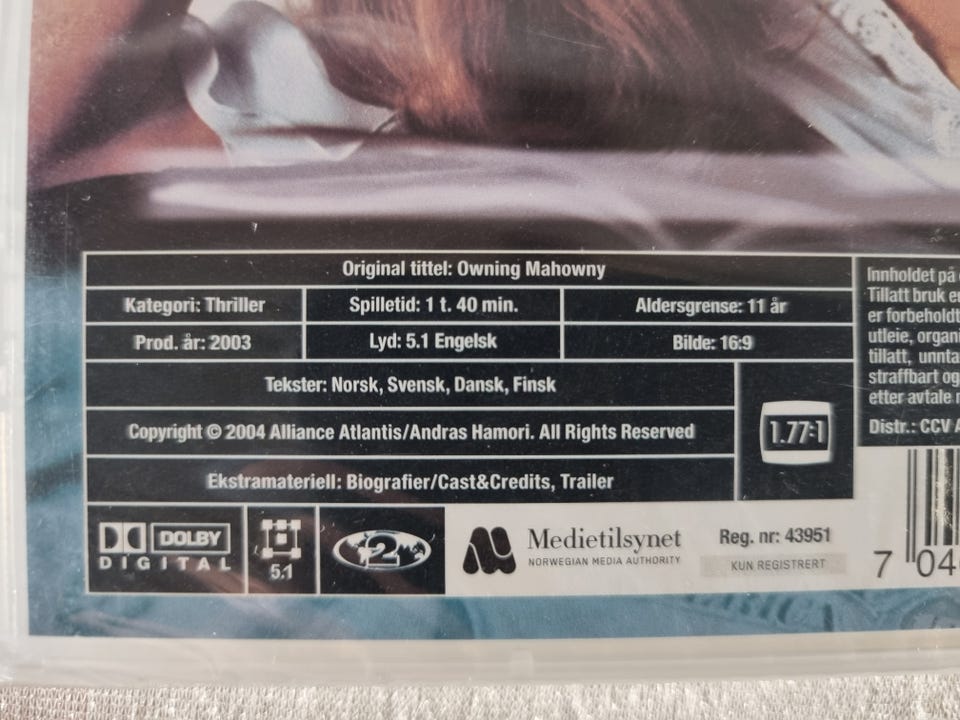 Original tittel: Owning Mahowny
Kategori: Thriller
Spilletid: 1 t. 40 min.
Aldersgrense: 11 år
Prod. år: 2003
Lyd: 5.1 Engelsk
Bilde: 16:9
Tekster: Norsk, Svensk, Dansk, Finsk
Copyright © 2004 Alliance Atlantis/Andras Hamori. All Rights Reserved
1.77:1
Ekstramateriell: Biografier/Cast&Credits, Trailer
DOLBY
DIGITAL
5.1
2
Medietilsynet
NORWEGIAN MEDIA AUTHORITY
Reg. nr: 43951
KUN REGISTRERT
Innholdet på
Tillatt bruk
er forbeholdt
utleie,
tillatt,
straffbart og
etter avtale
Distr.: CCV
7 04